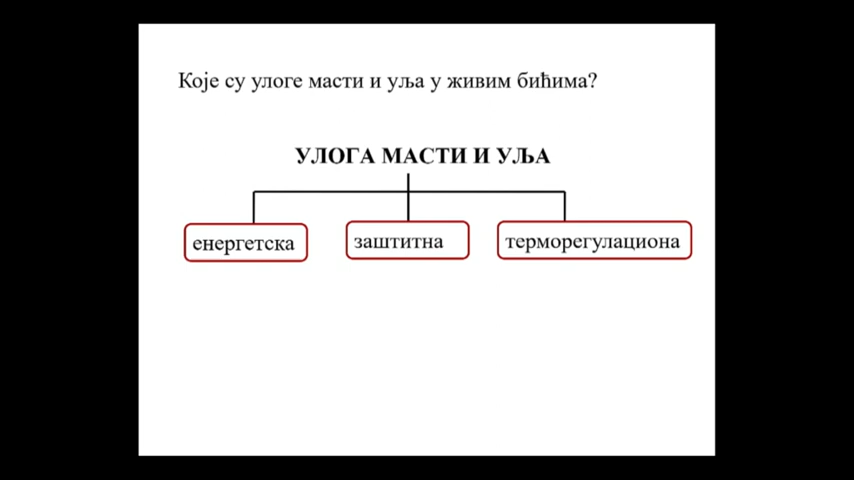 Које су улоге масти и уља у живим бићима?
УЛОГА МАСТИ И УЉА
енергетска
заштитна
терморегулациона